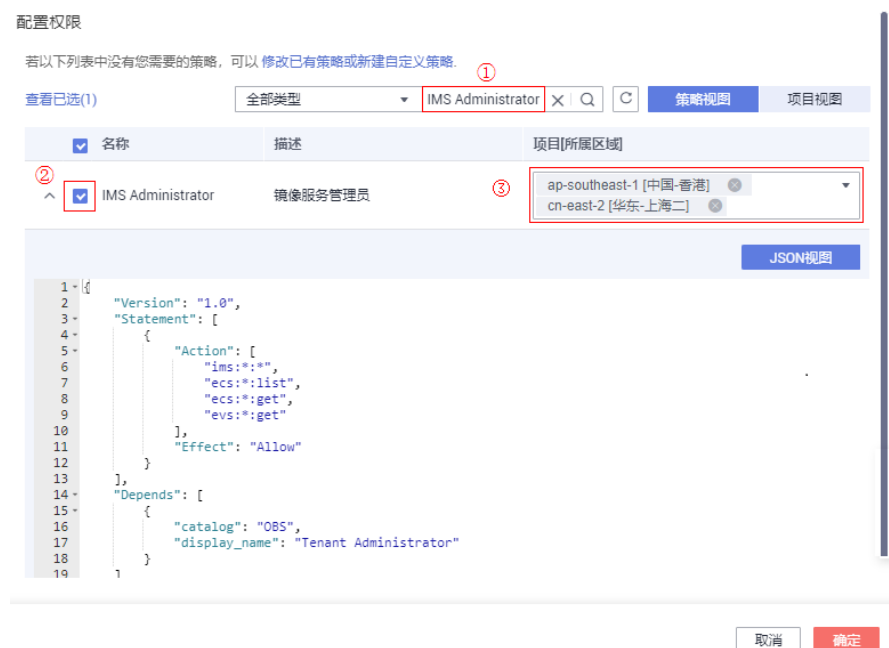 配置权限
若以下列表中没有您需要的策略，可以 修改已有策略或新建自定义策略.
①
查看已选(1) 全部类型 IMS Administrator 策略视图 项目视图
名称 描述 项目[所属区域]
② IMS Administrator 镜像服务管理员 ③ ap-southeast-1 [中国-香港]
cn-east-2 [华东-上海二]
JSON视图
1 {
2 "Version": "1.0",
3 "Statement": [
4 {
5 "Action": [
6 "ims:*:*",
7 "ecs:*:list",
8 "ecs:*:get",
9 "evs:*:get"
10 ],
11 "Effect": "Allow"
12 }
13 ],
14 "Depends": [
15 {
16 "catalog": "OBS",
17 "display_name": "Tenant Administrator"
18 }
19 ]
取消 确定